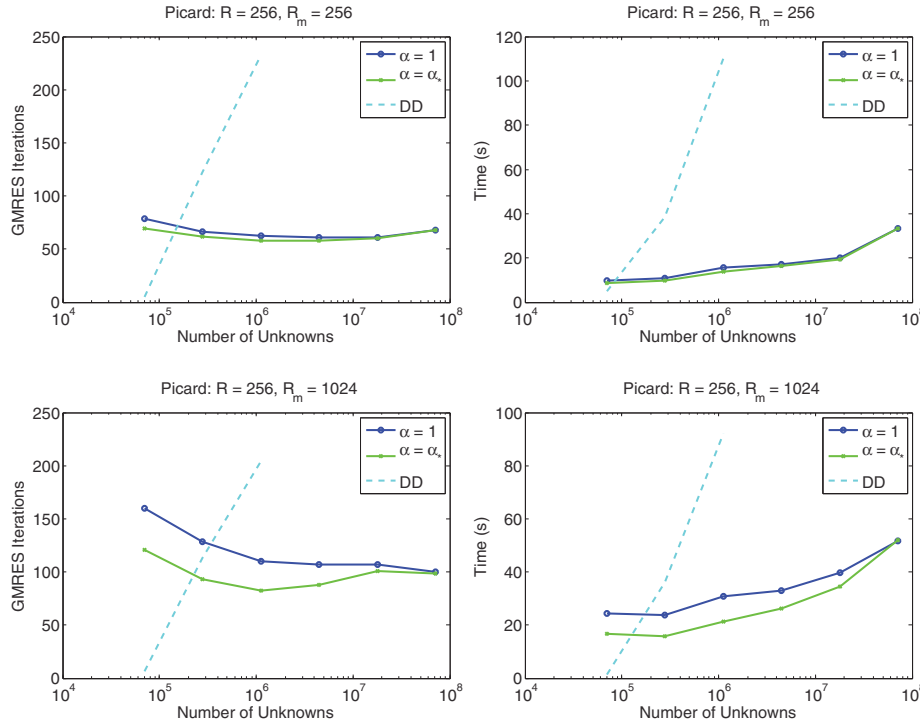 Picard: R = 256, R_m = 256
GMRES Iterations
250
200
150
100
50
0
10^4
10^5
10^6
10^7
10^8
Number of Unknowns
α = 1
α = α_*
DD
Picard: R = 256, R_m = 256
Time (s)
120
100
80
60
40
20
0
10^4
10^5
10^6
10^7
10^8
Number of Unknowns
α = 1
α = α_*
DD
Picard: R = 256, R_m = 1024
GMRES Iterations
250
200
150
100
50
0
10^4
10^5
10^6
10^7
10^8
Number of Unknowns
α = 1
α = α_*
DD
Picard: R = 256, R_m = 1024
Time (s)
100
80
60
40
20
0
10^4
10^5
10^6
10^7
10^8
Number of Unknowns
α = 1
α = α_*
DD